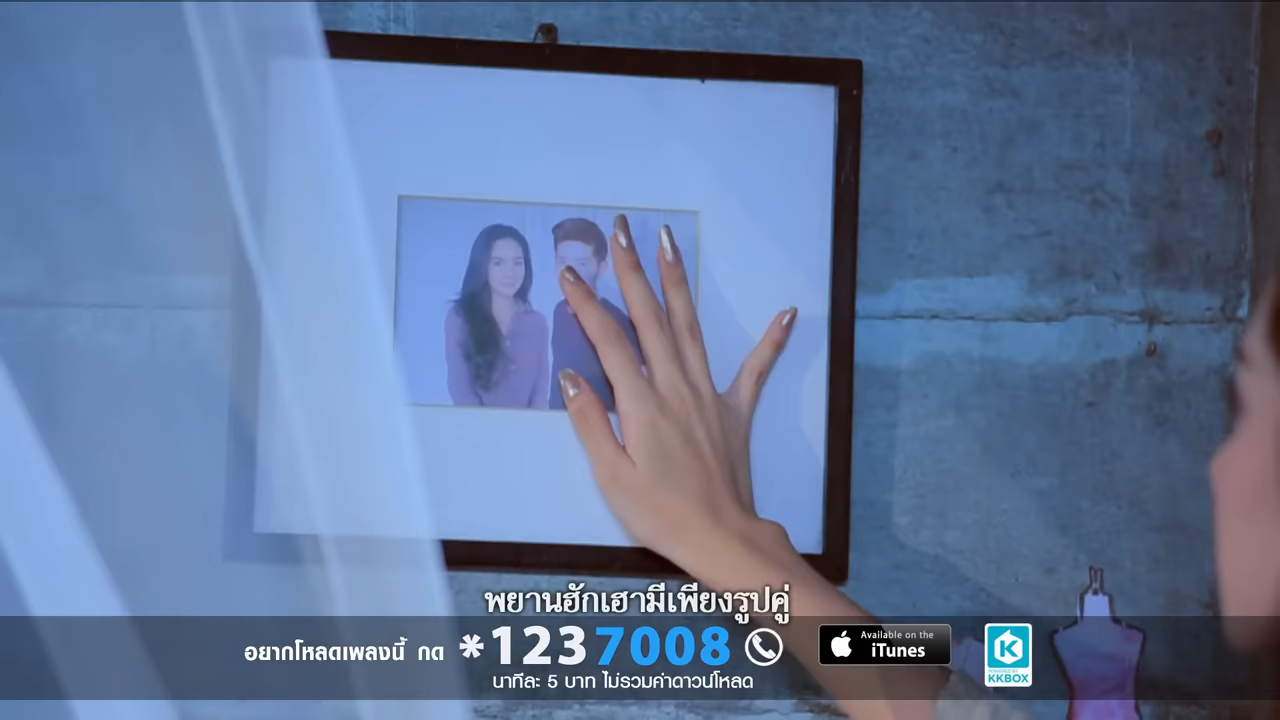 พยานฮักเฮามีเพียงรูปคู่
อยากโหลดเพลงนี้ กด *1237008
Available on the
iTunes
นาทีละ 5 บาท ไม่รวมค่าดาวน์โหลด
POWERED BY
KKBOX